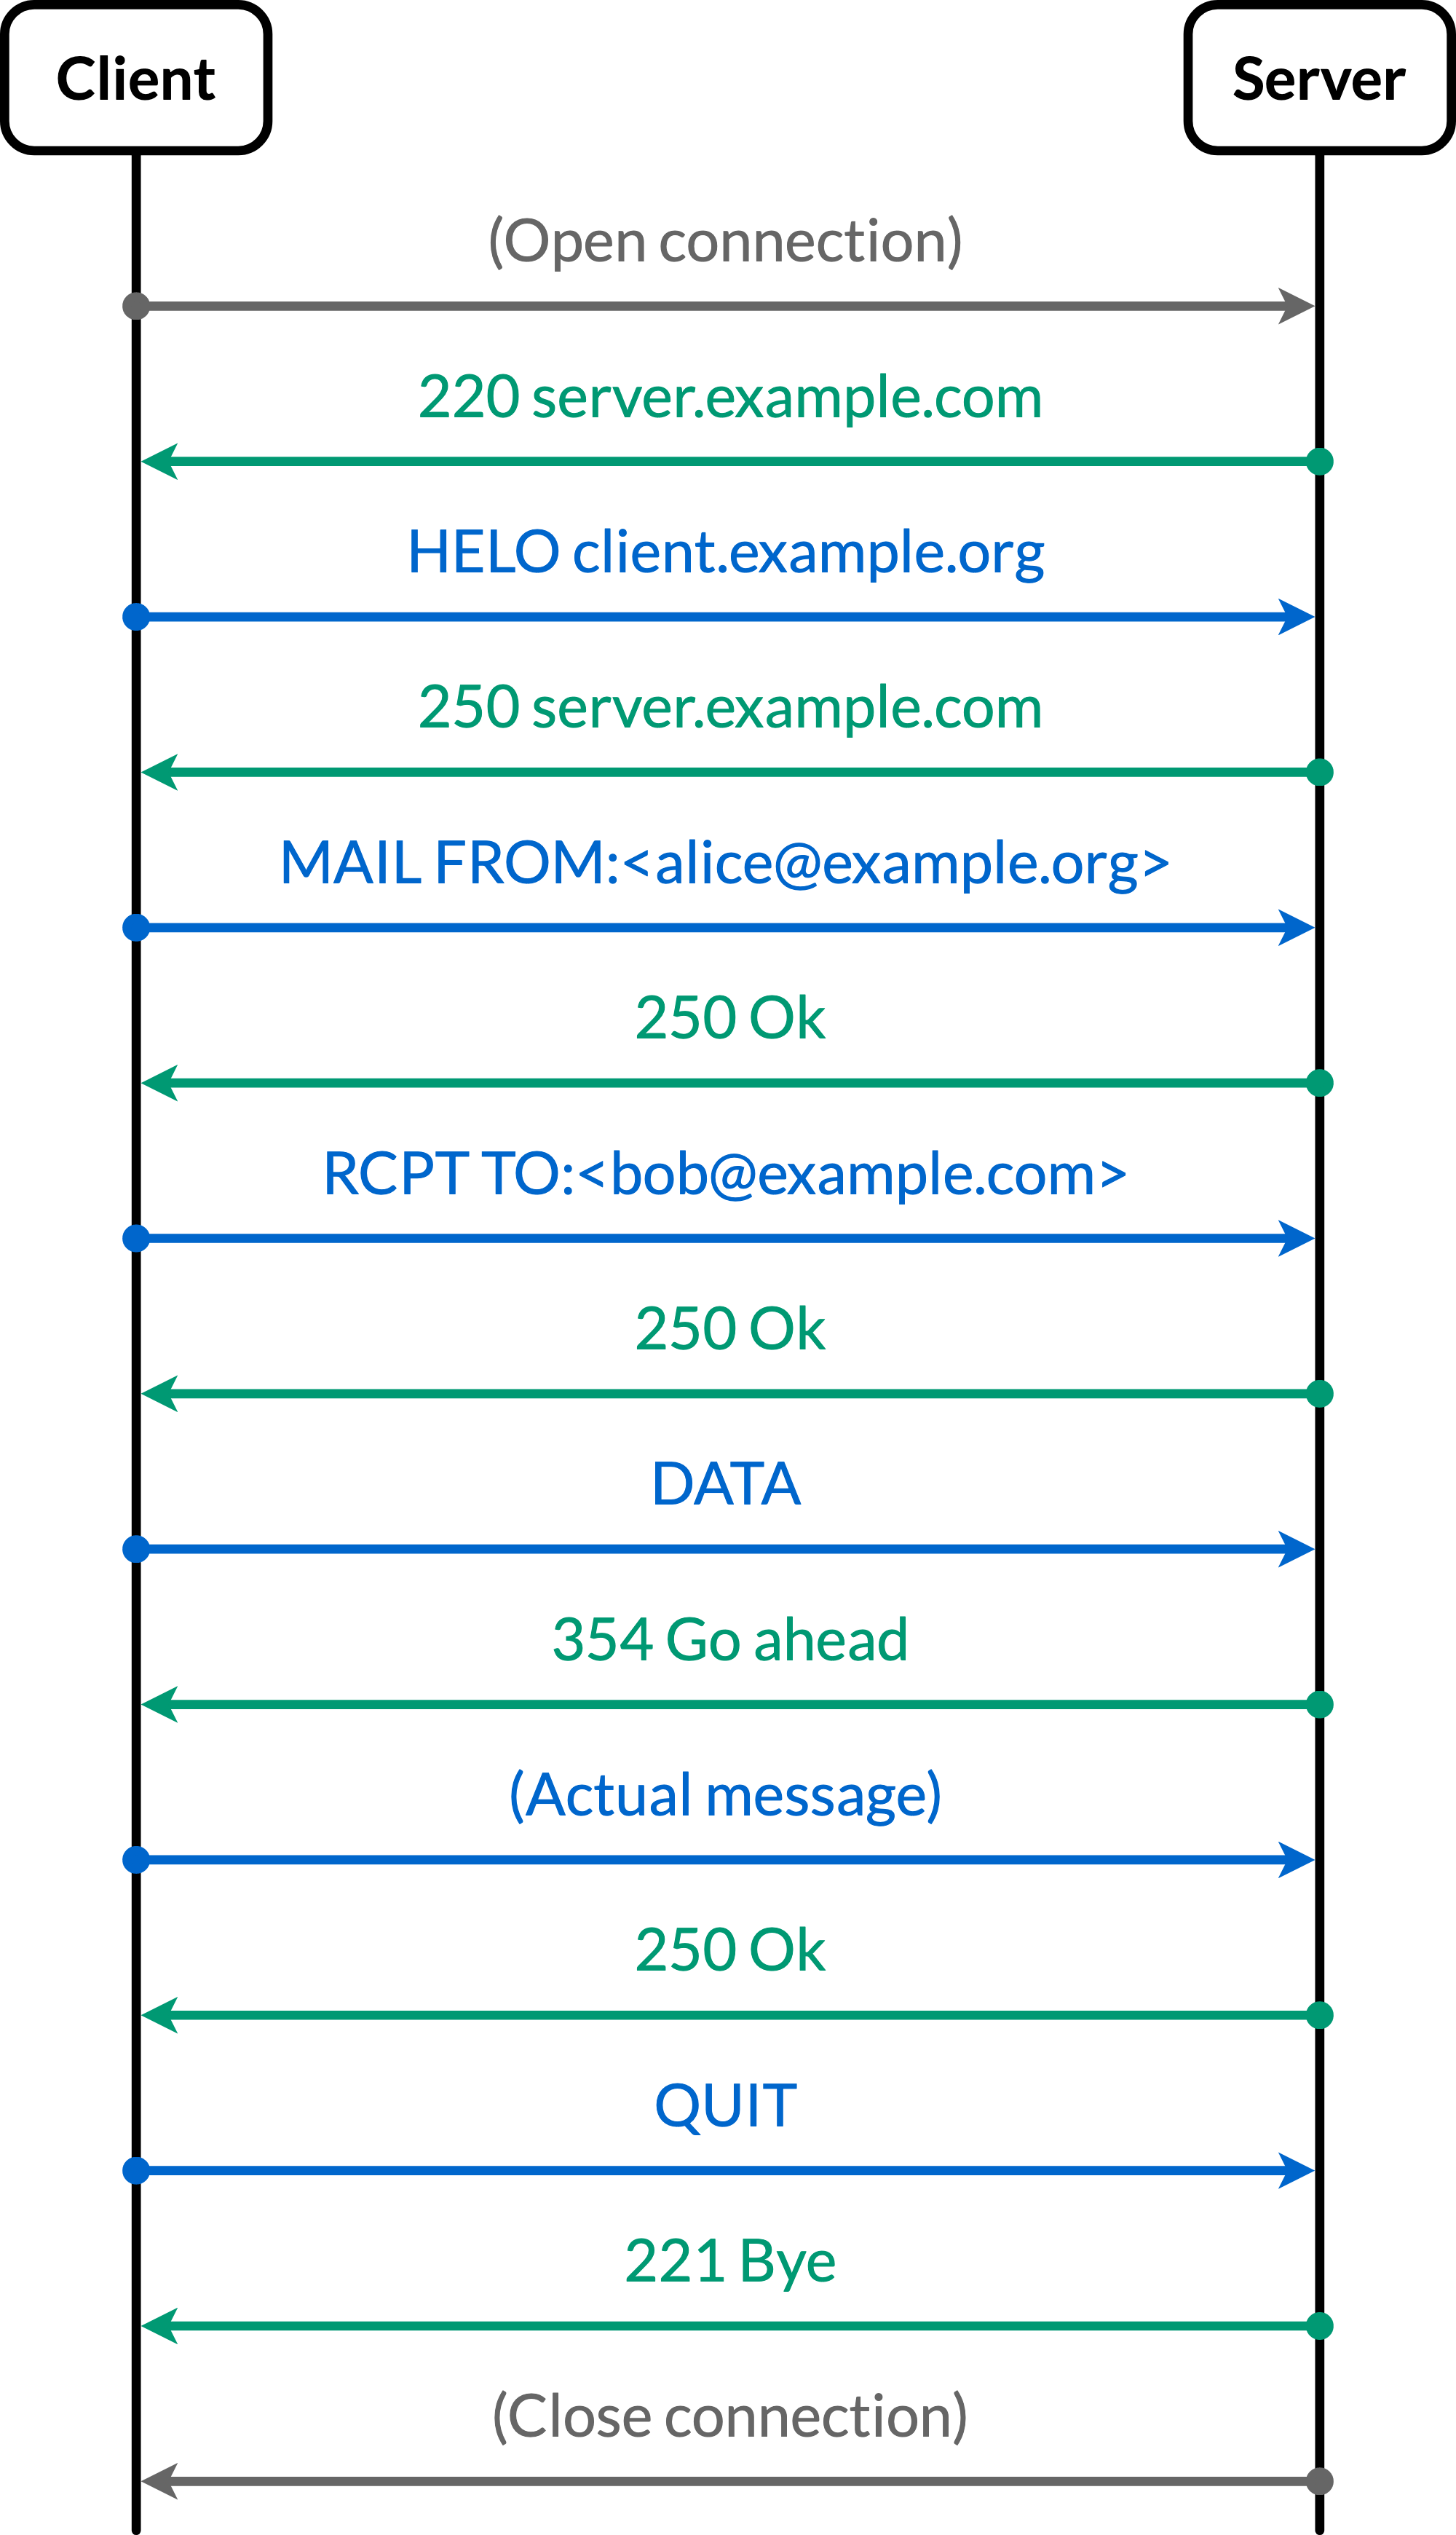 Client
Server
(Open connection)
220 server.example.com
HELO client.example.org
250 server.example.com
MAIL FROM:<alice@example.org>
250 Ok
RCPT TO:<bob@example.com>
250 Ok
DATA
354 Go ahead
(Actual message)
250 Ok
QUIT
221 Bye
(Close connection)